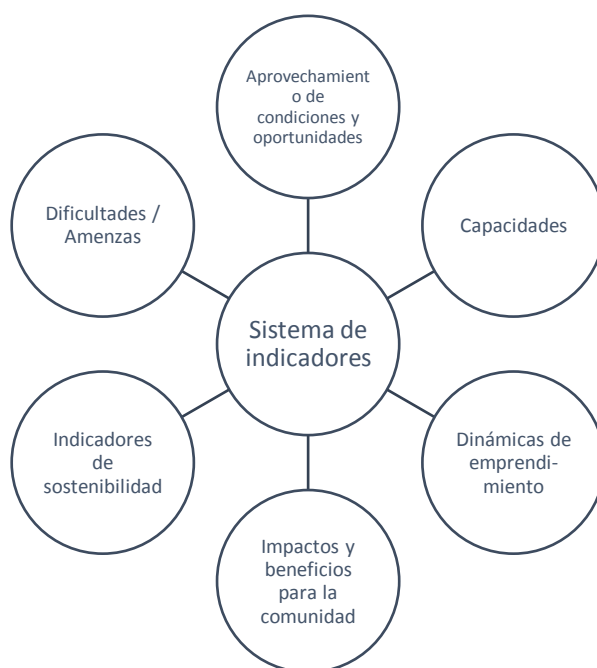 Aprovechamient
o de
condiciones y
oportunidades
Dificultades /
Amenzas
Capacidades
Sistema de
indicadores
Indicadores
de
sostenibilidad
Dinámicas de
emprendi-
miento
Impactos y
beneficios
para la
comunidad